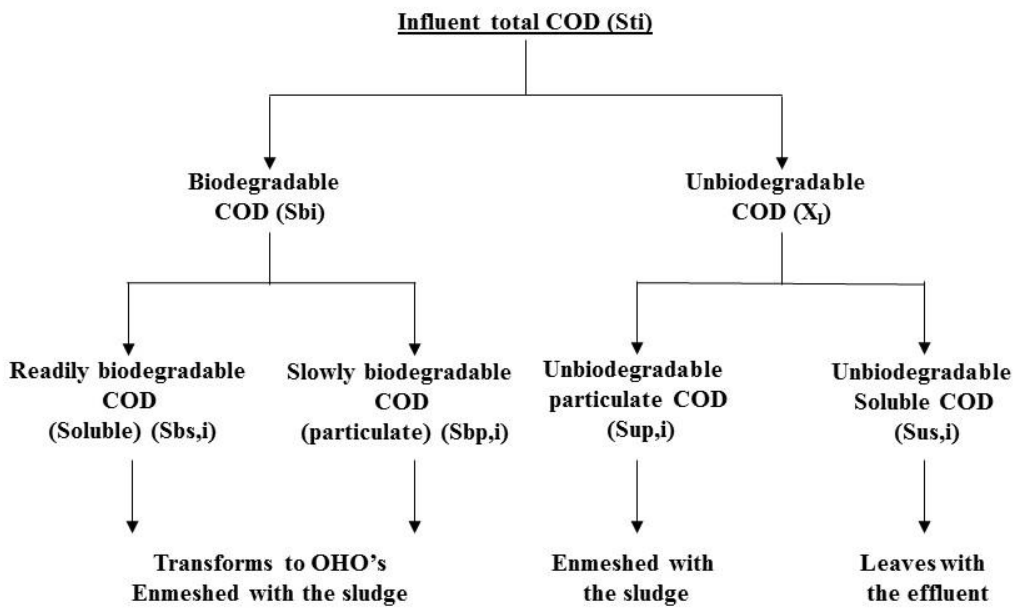 Influent total COD (Sti)
Biodegradable
COD (Sbi)
Unbiodegradable
COD (X_I)
Readily biodegradable
COD
(Soluble) (Sbs,i)
Slowly biodegradable
COD
(particulate) (Sbp,i)
Unbiodegradable
particulate COD
(Sup,i)
Unbiodegradable
Soluble COD
(Sus,i)
Transforms to OHO's
Enmeshed with the sludge
Enmeshed with
the sludge
Leaves with
the effluent